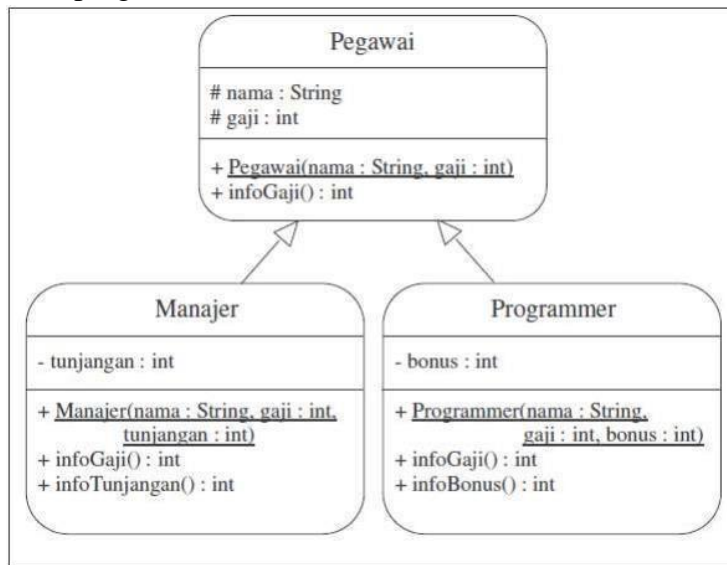 Pegawai
# nama : String
# gaji : int
+ Pegawai(nama : String, gaji : int)
+ infoGaji() : int
Manajer
- tunjangan : int
+ Manajer(nama : String, gaji : int,
tunjangan : int)
+ infoGaji() : int
+ infoTunjangan() : int
Programmer
- bonus : int
+ Programmer(nama : String,
gaji : int, bonus : int)
+ infoGaji() : int
+ infoBonus() : int